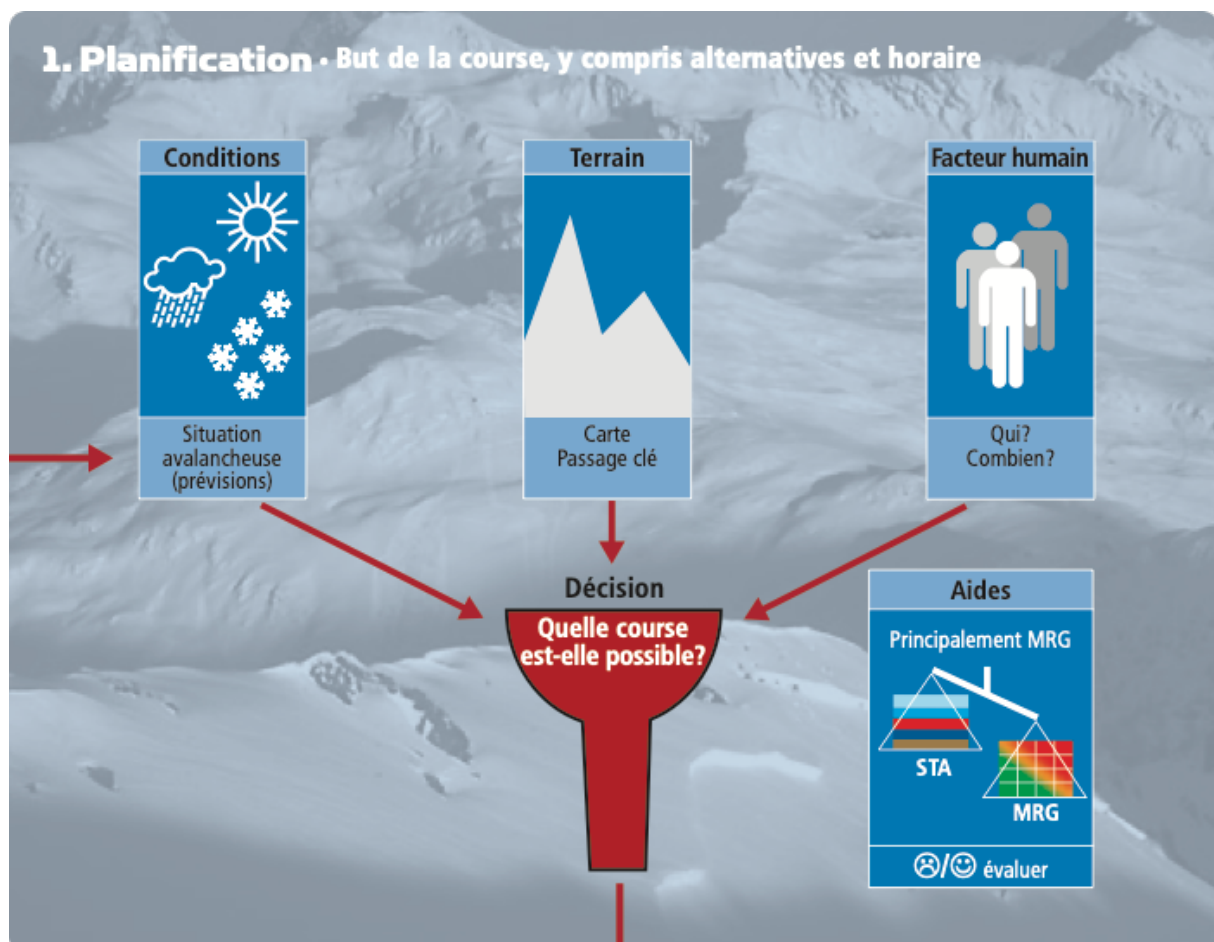 1. Planification · But de la course, y compris alternatives et horaire
Conditions
Situation
avalancheuse
(prévisions)
Terrain
Carte
Passage clé
Facteur humain
Qui?
Combien?
Décision
Quelle course
est-elle possible?
Aides
Principalement MRG
STA
MRG
☹/☺ évaluer